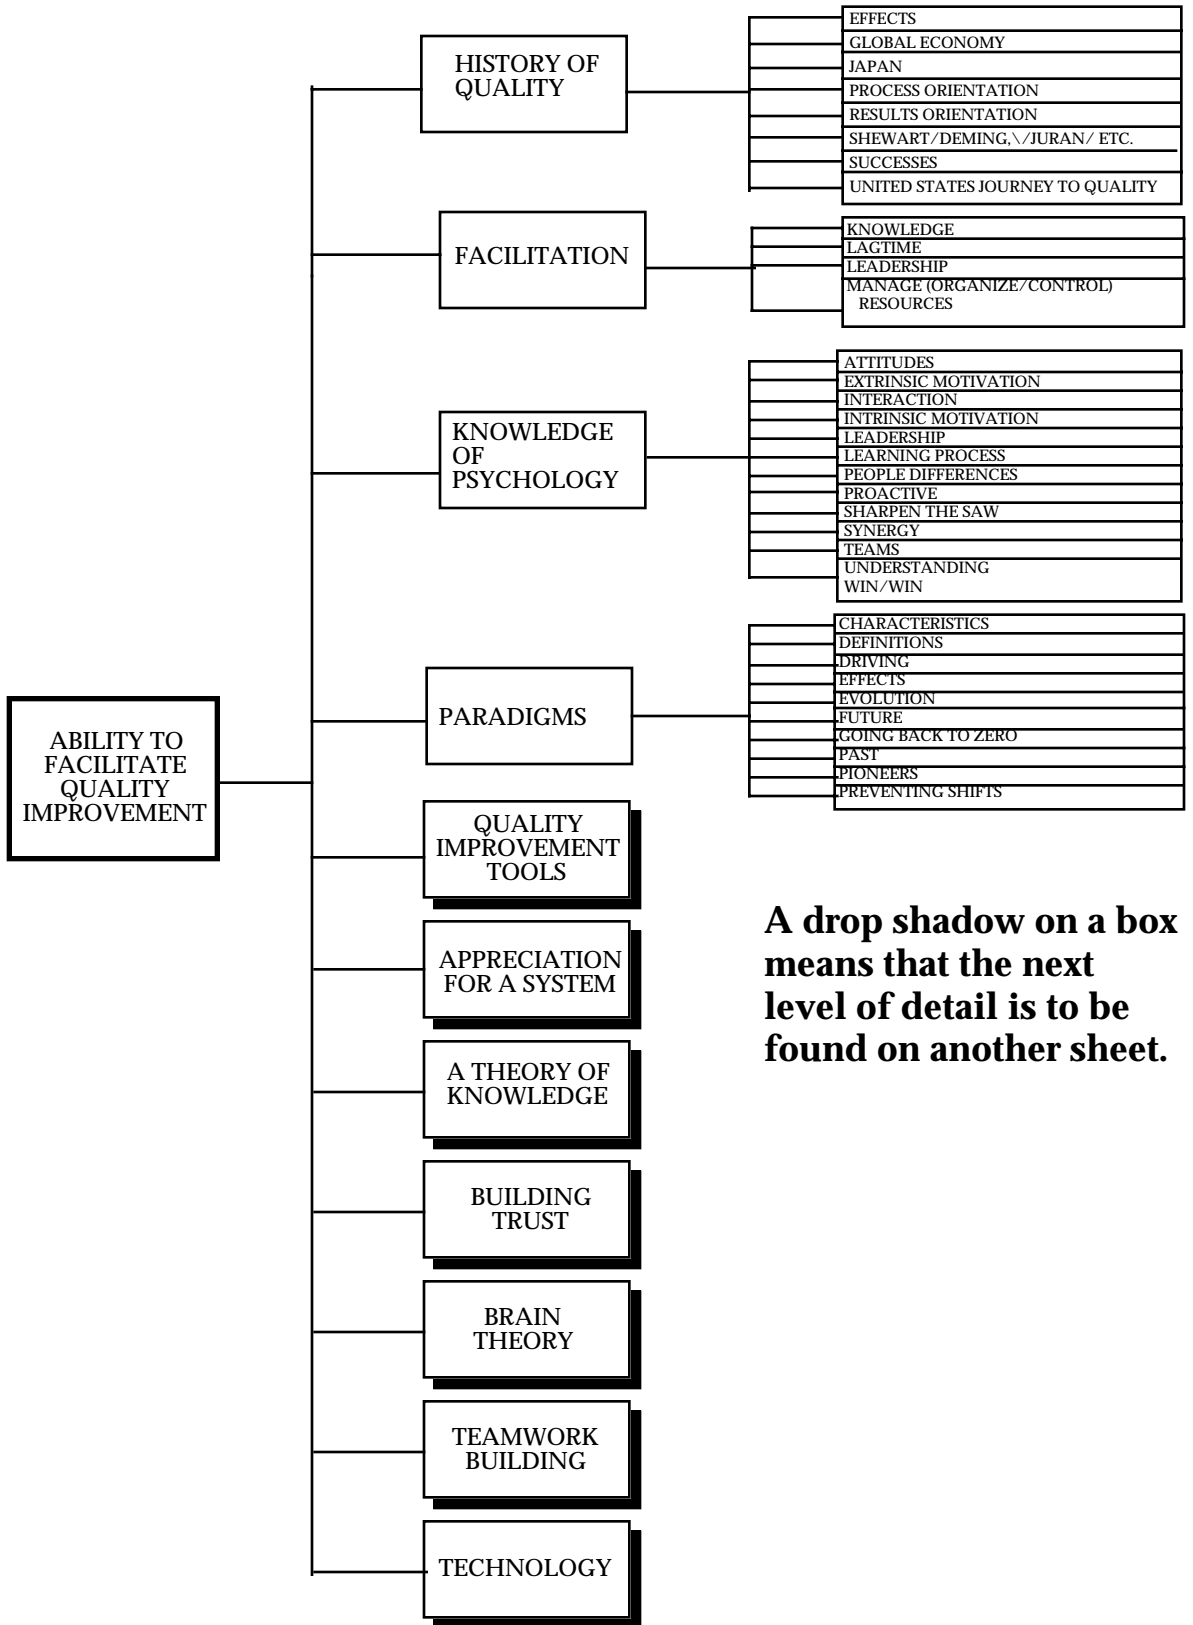 ABILITY TO
FACILITATE
QUALITY
IMPROVEMENT
HISTORY OF
QUALITY
EFFECTS
GLOBAL ECONOMY
JAPAN
PROCESS ORIENTATION
RESULTS ORIENTATION
SHEWART/DEMING,\/JURAN/ ETC.
SUCCESSES
UNITED STATES JOURNEY TO QUALITY
FACILITATION
KNOWLEDGE
LAGTIME
LEADERSHIP
MANAGE (ORGANIZE/CONTROL)
RESOURCES
KNOWLEDGE
OF
PSYCHOLOGY
ATTITUDES
EXTRINSIC MOTIVATION
INTERACTION
INTRINSIC MOTIVATION
LEADERSHIP
LEARNING PROCESS
PEOPLE DIFFERENCES
PROACTIVE
SHARPEN THE SAW
SYNERGY
TEAMS
UNDERSTANDING
WIN/WIN
PARADIGMS
CHARACTERISTICS
DEFINITIONS
DRIVING
EFFECTS
EVOLUTION
FUTURE
GOING BACK TO ZERO
PAST
PIONEERS
PREVENTING SHIFTS
QUALITY
IMPROVEMENT
TOOLS
APPRECIATION
FOR A SYSTEM
A THEORY OF
KNOWLEDGE
BUILDING
TRUST
BRAIN
THEORY
TEAMWORK
BUILDING
TECHNOLOGY
A drop shadow on a box
means that the next
level of detail is to be
found on another sheet.